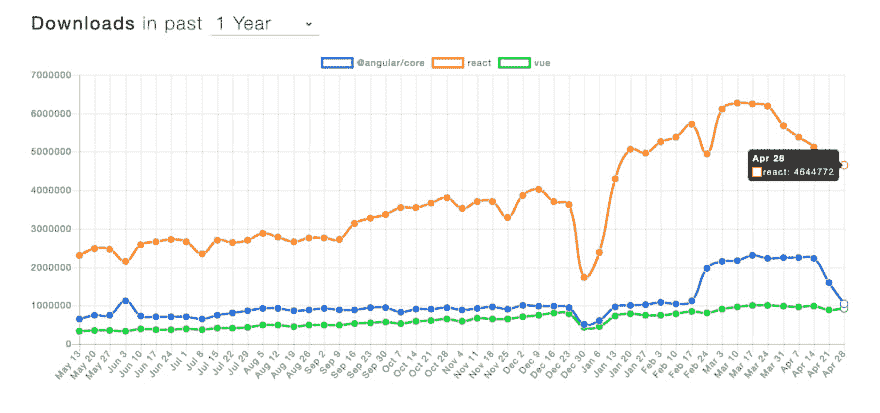 Downloads in past 1 Year
@angular/core react vue
7000000
6000000
5000000
4000000
3000000
2000000
1000000
0
Apr 28
react: 4644772
May 13 May 20 May 27 Jun 3 Jun 10 Jun 17 Jun 24 Jul 1 Jul 8 Jul 15 Jul 22 Jul 29 Aug 5 Aug 12 Aug 19 Aug 26 Sep 2 Sep 9 Sep 16 Sep 23 Sep 30 Oct 7 Oct 14 Oct 21 Oct 28 Nov 4 Nov 11 Nov 18 Nov 25 Dec 2 Dec 9 Dec 16 Dec 23 Dec 30 Jan 6 Jan 13 Jan 20 Jan 27 Feb 3 Feb 10 Feb 17 Feb 24 Mar 3 Mar 10 Mar 17 Mar 24 Mar 31 Apr 7 Apr 14 Apr 21 Apr 28